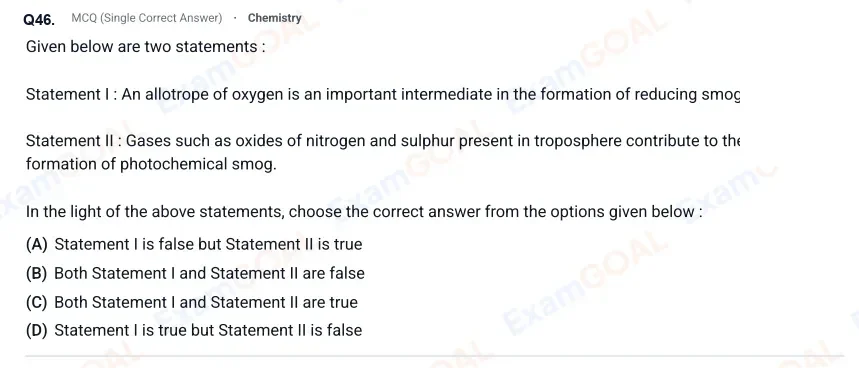 Q46. MCQ (Single Correct Answer) · Chemistry
Given below are two statements :
Statement I : An allotrope of oxygen is an important intermediate in the formation of reducing smog
Statement II : Gases such as oxides of nitrogen and sulphur present in troposphere contribute to the
formation of photochemical smog.
In the light of the above statements, choose the correct answer from the options given below :
(A) Statement I is false but Statement II is true
(B) Both Statement I and Statement II are false
(C) Both Statement I and Statement II are true
(D) Statement I is true but Statement II is false